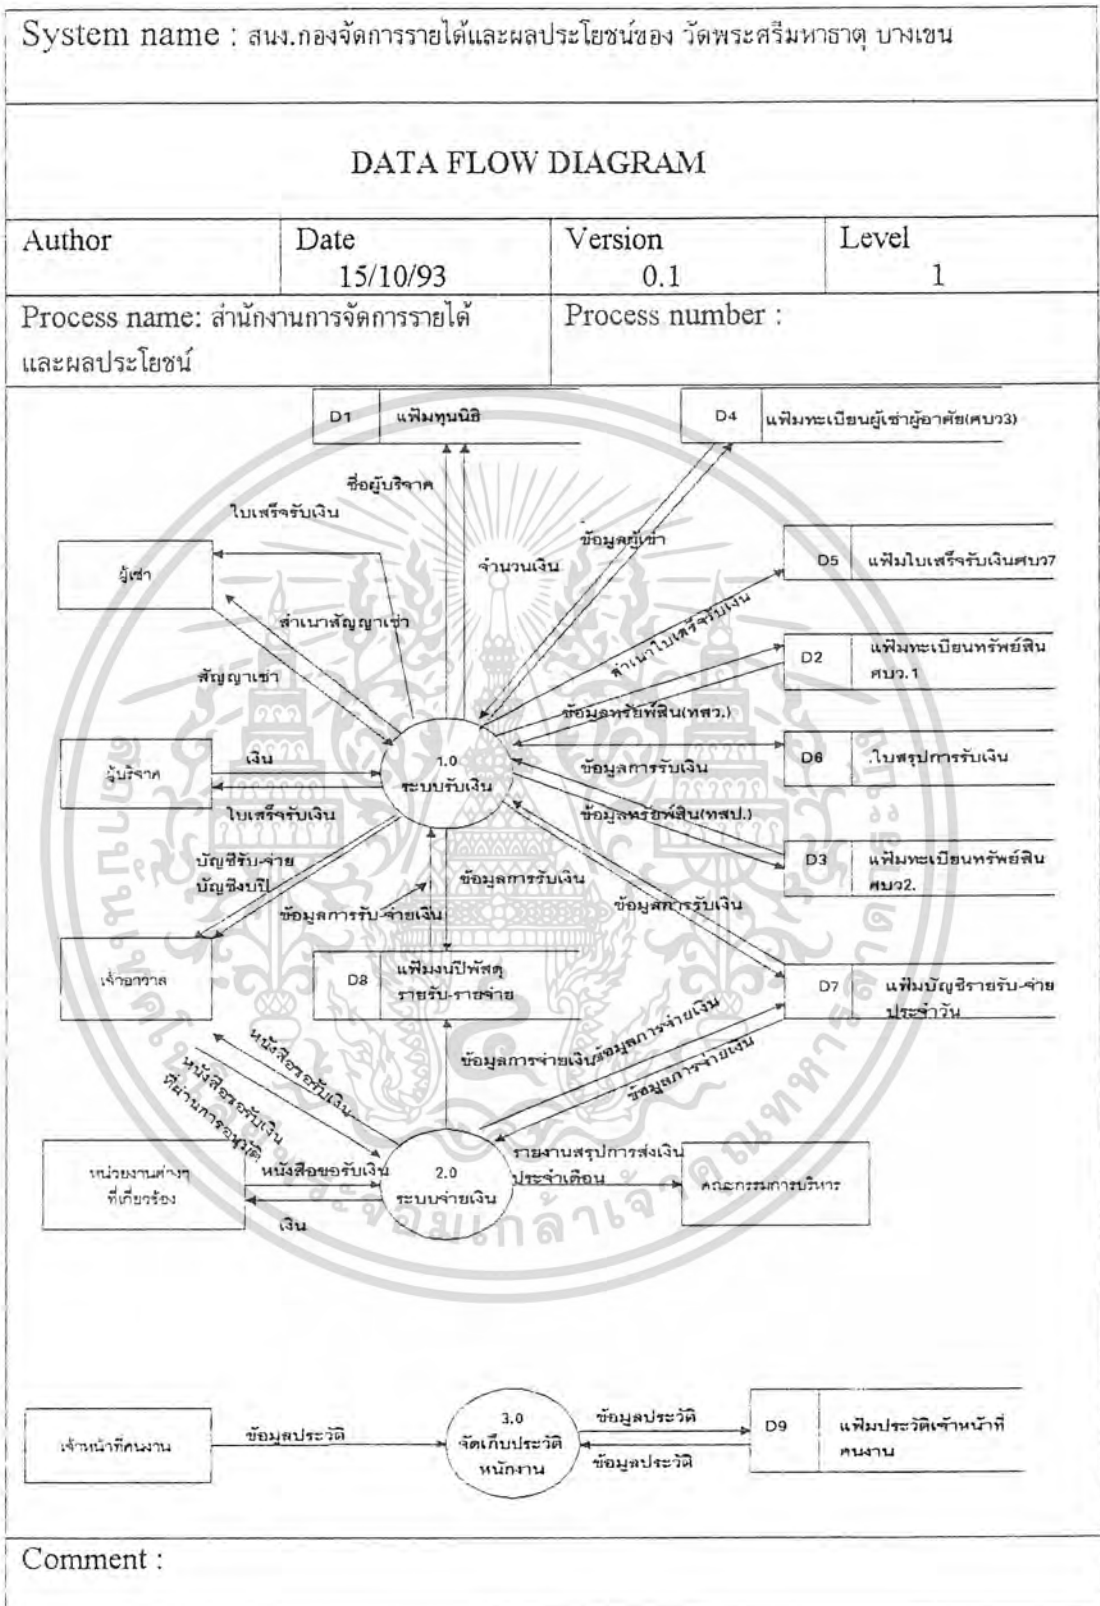 System name : สนง.กองจัดการรายได้และผลประโยชน์ของ วัดพระศรีมหาธาตุ บางเขน
DATA FLOW DIAGRAM
Author
Date
15/10/93
Version
0.1
Level
1
Process name: สำนักงานการจัดการรายได้
และผลประโยชน์
Process number :
D1
แฟ้มทุนนิธิ
D4
แฟ้มทะเบียนผู้เช่าผู้อาศัย(ศบว3)
ชื่อผู้บริจาค
ใบเสร็จรับเงิน
ข้อมูลผู้เช่า
จำนวนเงิน
ผู้เช่า
D5
แฟ้มใบเสร็จรับเงินศบว7
สำเนาสัญญาเช่า
สำเนาใบเสร็จรับเงิน
สัญญาเช่า
D2
แฟ้มทะเบียนทรัพย์สิน
ศบว.1
ข้อมูลทรัยพ์สิน(ทสว.)
ผู้บริจาค
เงิน
1.0
ระบบรับเงิน
ข้อมูลการรับเงิน
D6
.ใบสรุปการรับเงิน
ใบเสร็จรับเงิน
ข้อมูลทรัยพ์สิน(ทสป.)
D3
แฟ้มทะเบียนทรัพย์สิน
ศบว2.
บัญชีรับ-จ่าย
บัญชีงบปี
ข้อมูลการรับเงิน
ข้อมูลการรับเงิน
ข้อมูลการรับ-จ่ายเงิน
เจ้าอาวาส
D8
แฟ้มงบปีพัสดุ
รายรับ-รายจ่าย
D7
แฟ้มบัญชีรายรับ-จ่าย
ประจำวัน
หนังสือขอรับเงิน
ข้อมูลการจ่ายเงิน
ข้อมูลการจ่ายเงิน
ข้อมูลการจ่ายเงิน
หนังสือขอรับเงิน
ที่ผ่านการอนุมัติ
หน่วยงานต่างๆ
ที่เกี่ยวร้อง
หนังสือขอรับเงิน
2.0
ระบบจ่ายเงิน
รายงานสรุปการส่งเงิน
ประจำเดือน
คณะกรรมการบริหาร
เงิน
เจ้าหน้าที่คนงาน
ข้อมูลประวัติ
3.0
จัดเก็บประวัติ
พนักงาน
ข้อมูลประวัติ
ข้อมูลประวัติ
D9
แฟ้มประวัติเจ้าหน้าที่
คนงาน
Comment :